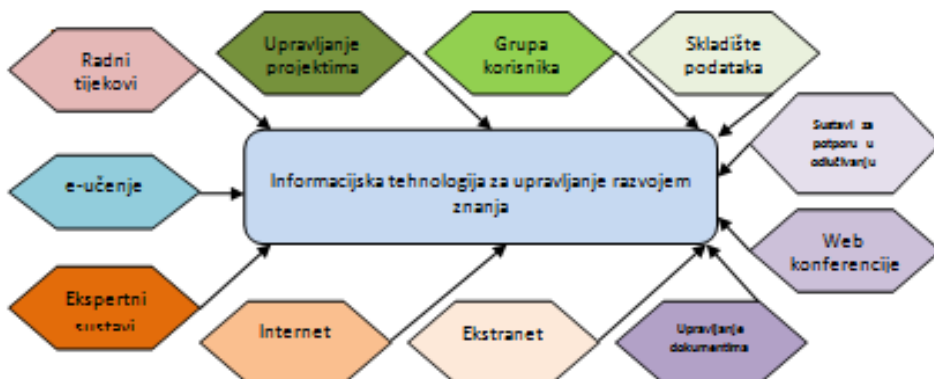 Radni
tijekovi
Upravljanje
projektima
Grupa
korisnika
Skladište
podataka
Sustavi za
potporu u
odlučivanju
e-učenje
Informacijska tehnologija za upravljanje razvojem
znanja
Web
konferencije
Ekspertni
sustavi
Internet
Ekstranet
Upravljanje
dokumentima